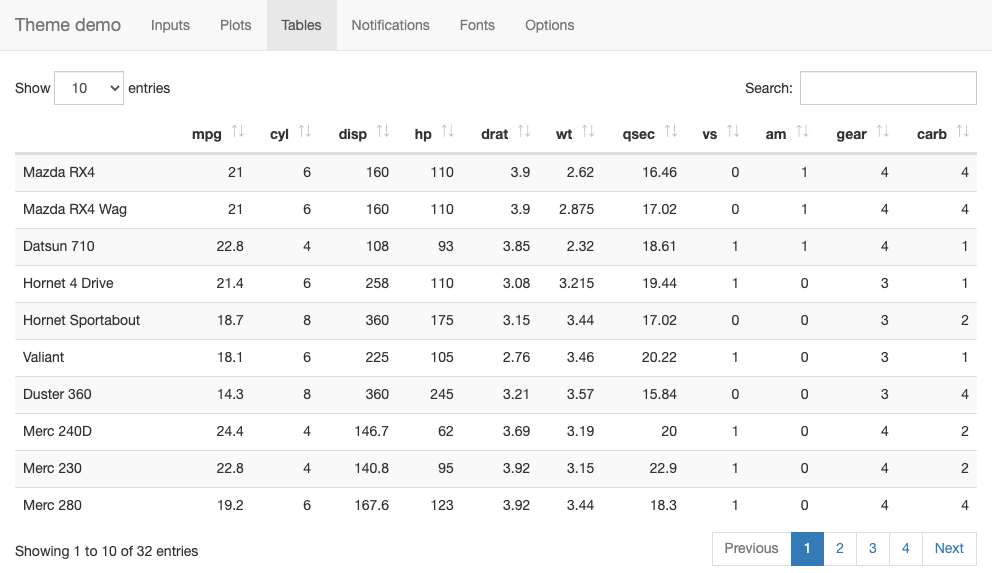 Theme demo Inputs Plots Tables Notifications Fonts Options
Show 10 entries Search:
mpg cyl disp hp drat wt qsec vs am gear carb
Mazda RX4 21 6 160 110 3.9 2.62 16.46 0 1 4 4
Mazda RX4 Wag 21 6 160 110 3.9 2.875 17.02 0 1 4 4
Datsun 710 22.8 4 108 93 3.85 2.32 18.61 1 1 4 1
Hornet 4 Drive 21.4 6 258 110 3.08 3.215 19.44 1 0 3 1
Hornet Sportabout 18.7 8 360 175 3.15 3.44 17.02 0 0 3 2
Valiant 18.1 6 225 105 2.76 3.46 20.22 1 0 3 1
Duster 360 14.3 8 360 245 3.21 3.57 15.84 0 0 3 4
Merc 240D 24.4 4 146.7 62 3.69 3.19 20 1 0 4 2
Merc 230 22.8 4 140.8 95 3.92 3.15 22.9 1 0 4 2
Merc 280 19.2 6 167.6 123 3.92 3.44 18.3 1 0 4 4
Showing 1 to 10 of 32 entries Previous 1 2 3 4 Next